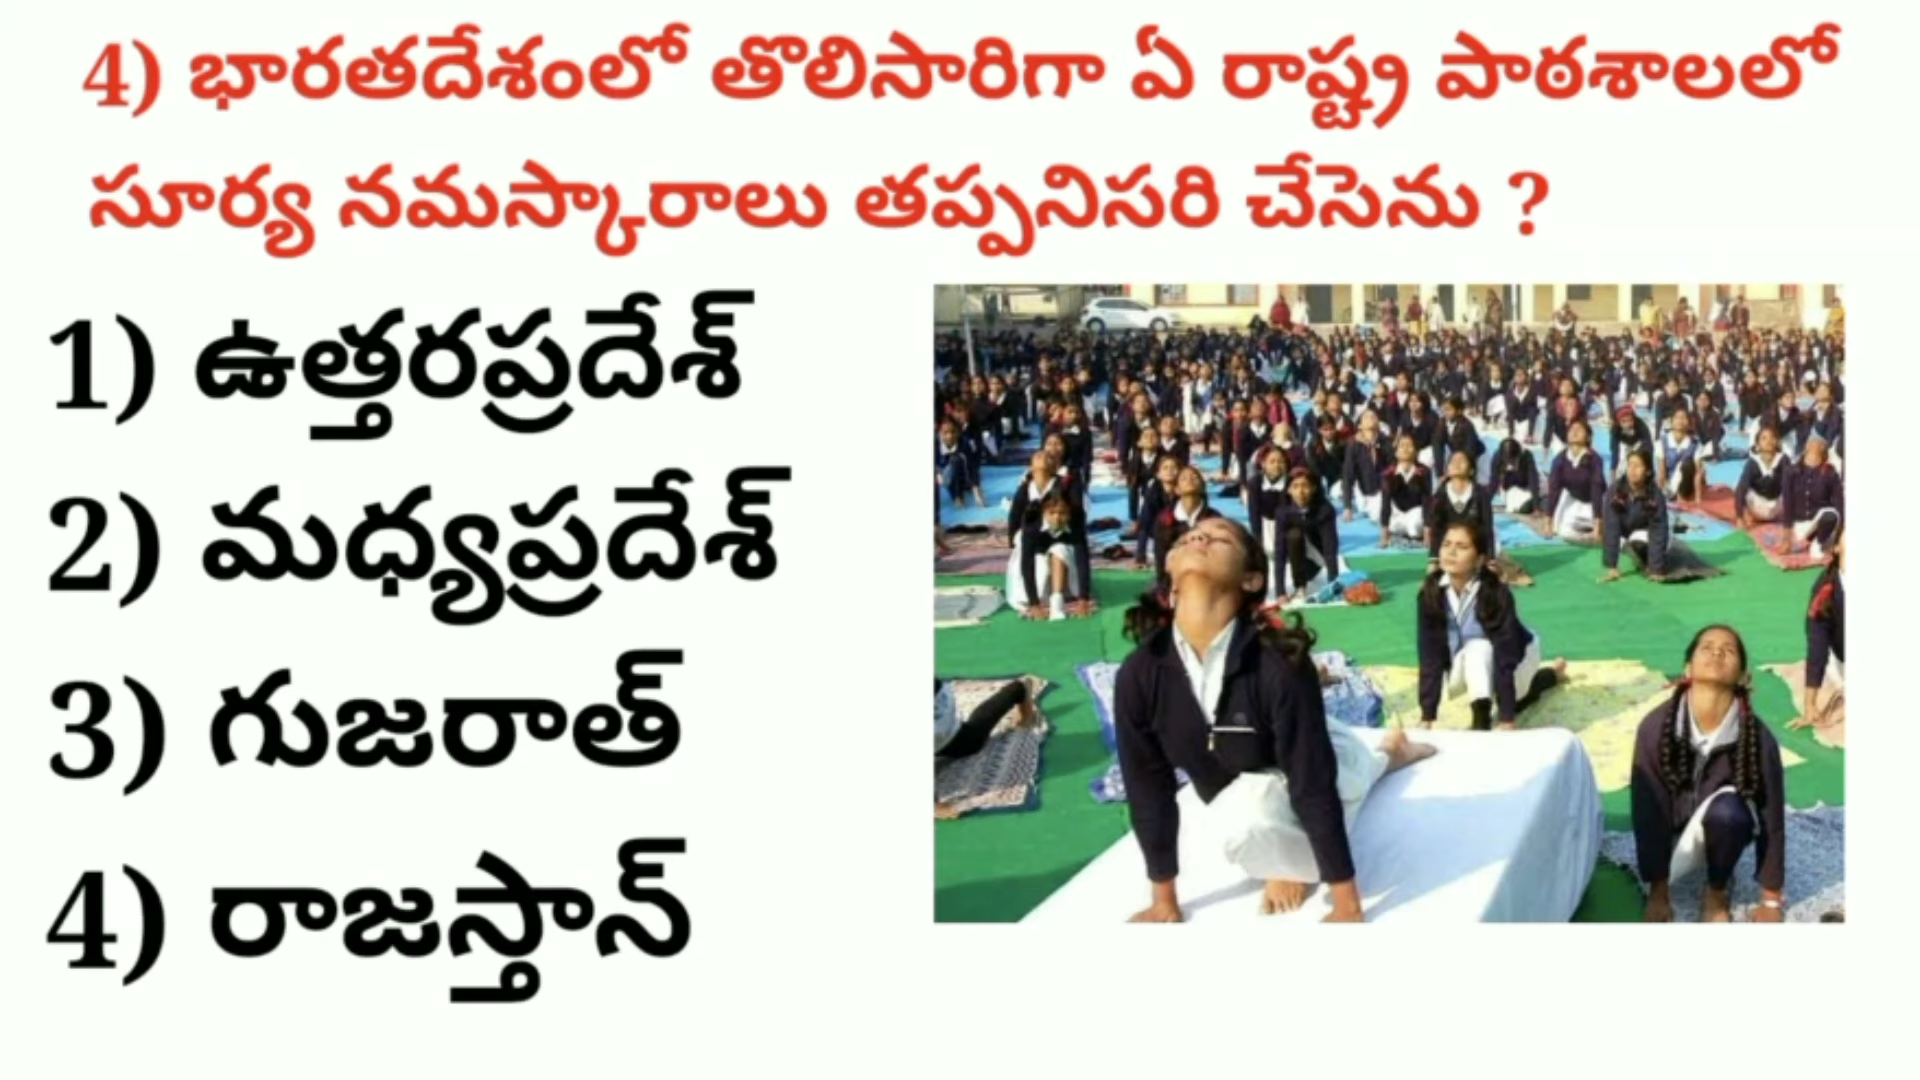 4) భారతదేశంలో తొలిసారిగా ఏ రాష్ట్ర పాఠశాలలో
సూర్య నమస్కారాలు తప్పనిసరి చేసెను ?
1) ఉత్తరప్రదేశ్
2) మధ్యప్రదేశ్
3) గుజరాత్
4) రాజస్తాన్